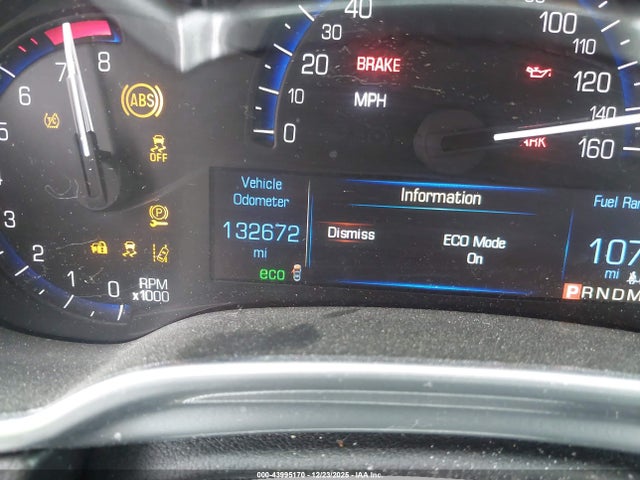 40
30
20
10
0
MPH
BRAKE
100
110
120
140
160
8
7
6
5
4
3
2
1
0
RPM
x1000
ABS
OFF
Vehicle
Odometer
132672
mi
eco
Information
Dismiss
ECO Mode
On
107
mi
PRNDM
000-43995170 - 12/23/2025 - IAA Inc.